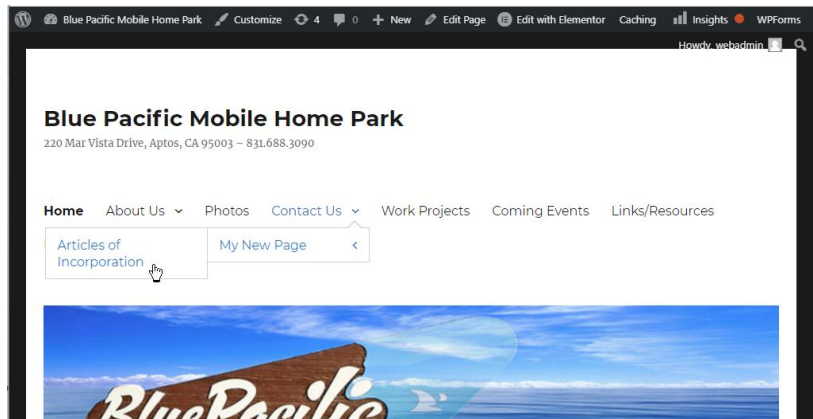 Blue Pacific Mobile Home Park Customize 4 0 + New Edit Page Edit with Elementor Caching Insights WPForms
Howdy, webadmin
Blue Pacific Mobile Home Park
220 Mar Vista Drive, Aptos, CA 95003 – 831.688.3090
Home About Us Photos Contact Us Work Projects Coming Events Links/Resources
Articles of
Incorporation
My New Page <
BluePacific